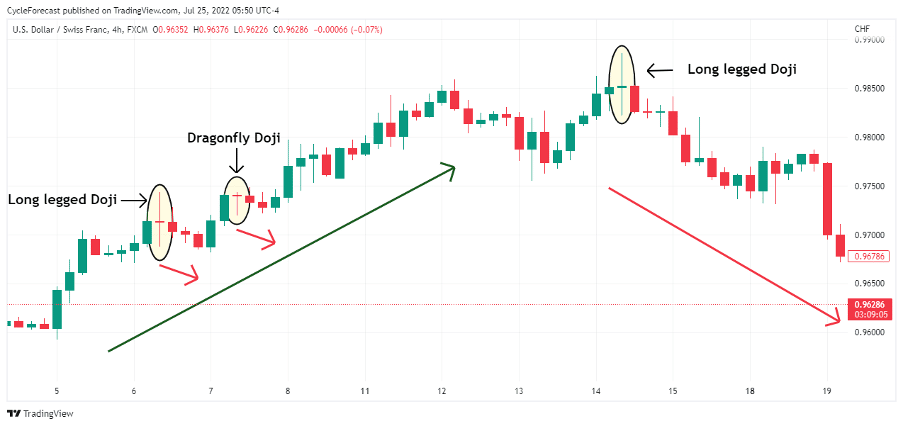 CycleForecast published on TradingView.com, Jul 25, 2022 05:50 UTC-4
U.S. Dollar / Swiss Franc, 4h, FXCM O0.96352 H0.96376 L0.96226 C0.96286 −0.00066 (−0.07%)
CHF
0.99000
Long legged Doji
0.98500
Dragonfly Doji
0.98000
0.97500
Long legged Doji
0.97000
0.96786
0.96500
0.96286
03:09:05
0.96000
5 6 7 8 11 12 13 14 15 18 19
TradingView